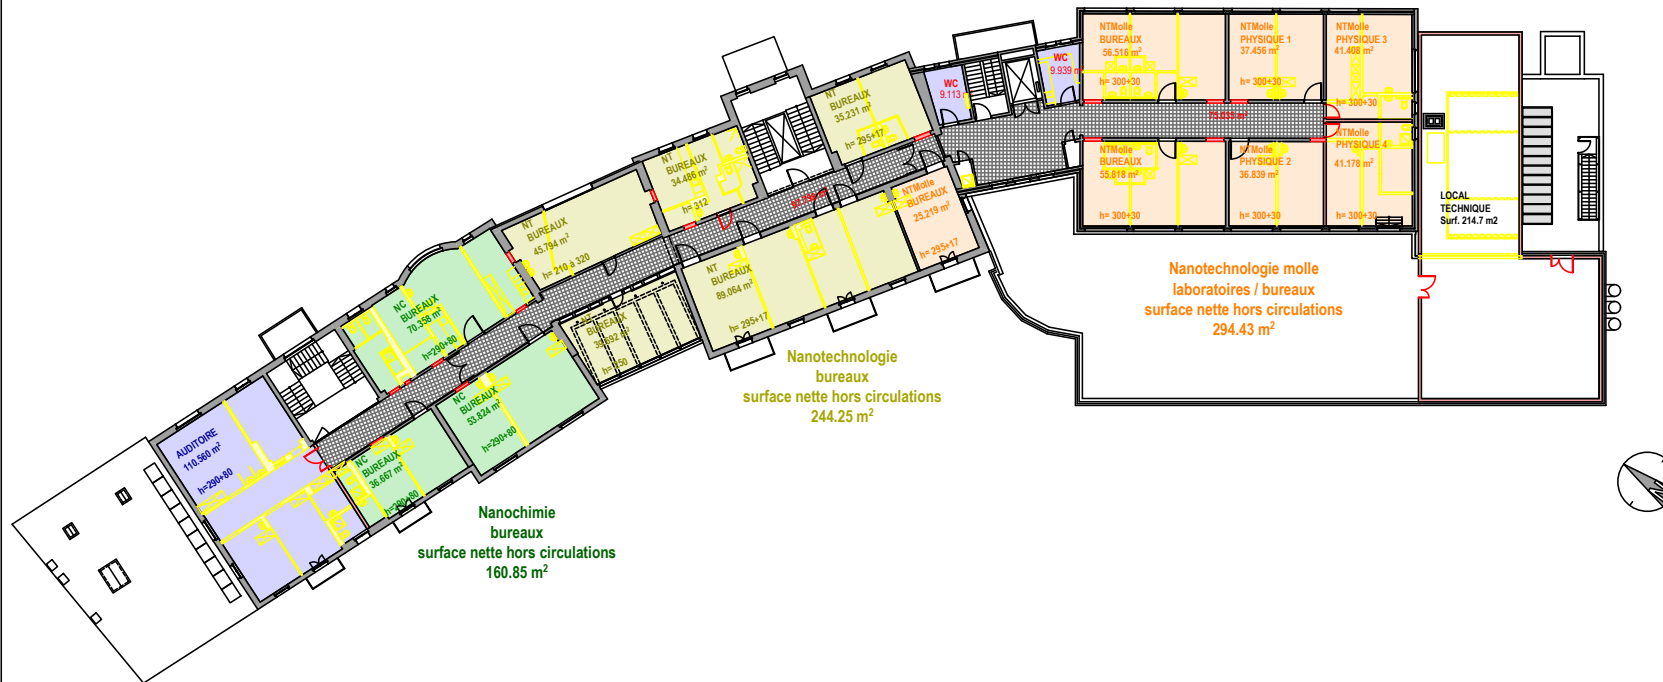 NTMolle
BUREAUX
56.516 m²
h= 300+30
NTMolle
PHYSIQUE 1
37.456 m²
h= 300+30
NTMolle
PHYSIQUE 3
41.408 m²
h= 300+30
WC
9.939 m
WC
9.113
NT
BUREAUX
35.231 m²
h= 295+17
NT
BUREAUX
34.486 m²
h= 312
NT
BUREAUX
45.794 m²
h= 210 à 320
NC
BUREAUX
70.358 m²
h=290+80
NTMolle
BUREAUX
55.818 m²
h= 300+30
NTMolle
PHYSIQUE 2
36.839 m²
h= 300+30
NTMolle
PHYSIQUE 4
41.178 m²
h= 300+30
LOCAL
TECHNIQUE
Surf. 214.7 m2
NTMolle
BUREAUX
25.219 m²
h= 295+17
NT
BUREAUX
89.064 m²
h= 295+17
BUREAUX
NC
BUREAUX
53.824 m²
h=290+80
NC
BUREAUX
36.667 m²
h=290+80
AUDITOIRE
110.560 m²
h=290+80
Nanotechnologie molle
laboratoires / bureaux
surface nette hors circulations
294.43 m²
Nanotechnologie
bureaux
surface nette hors circulations
244.25 m²
Nanochimie
bureaux
surface nette hors circulations
160.85 m²